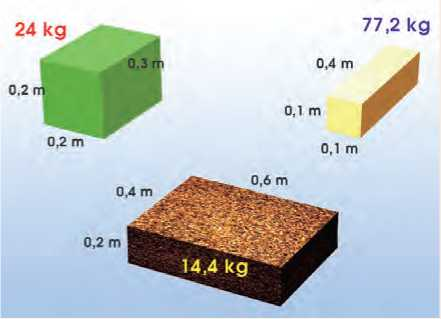 24 kg
0,3 m
0,2 m
0,2 m
77,2 kg
0,4 m
0,1 m
0,1 m
0,6 m
0,4 m
0,2 m
14,4 kg